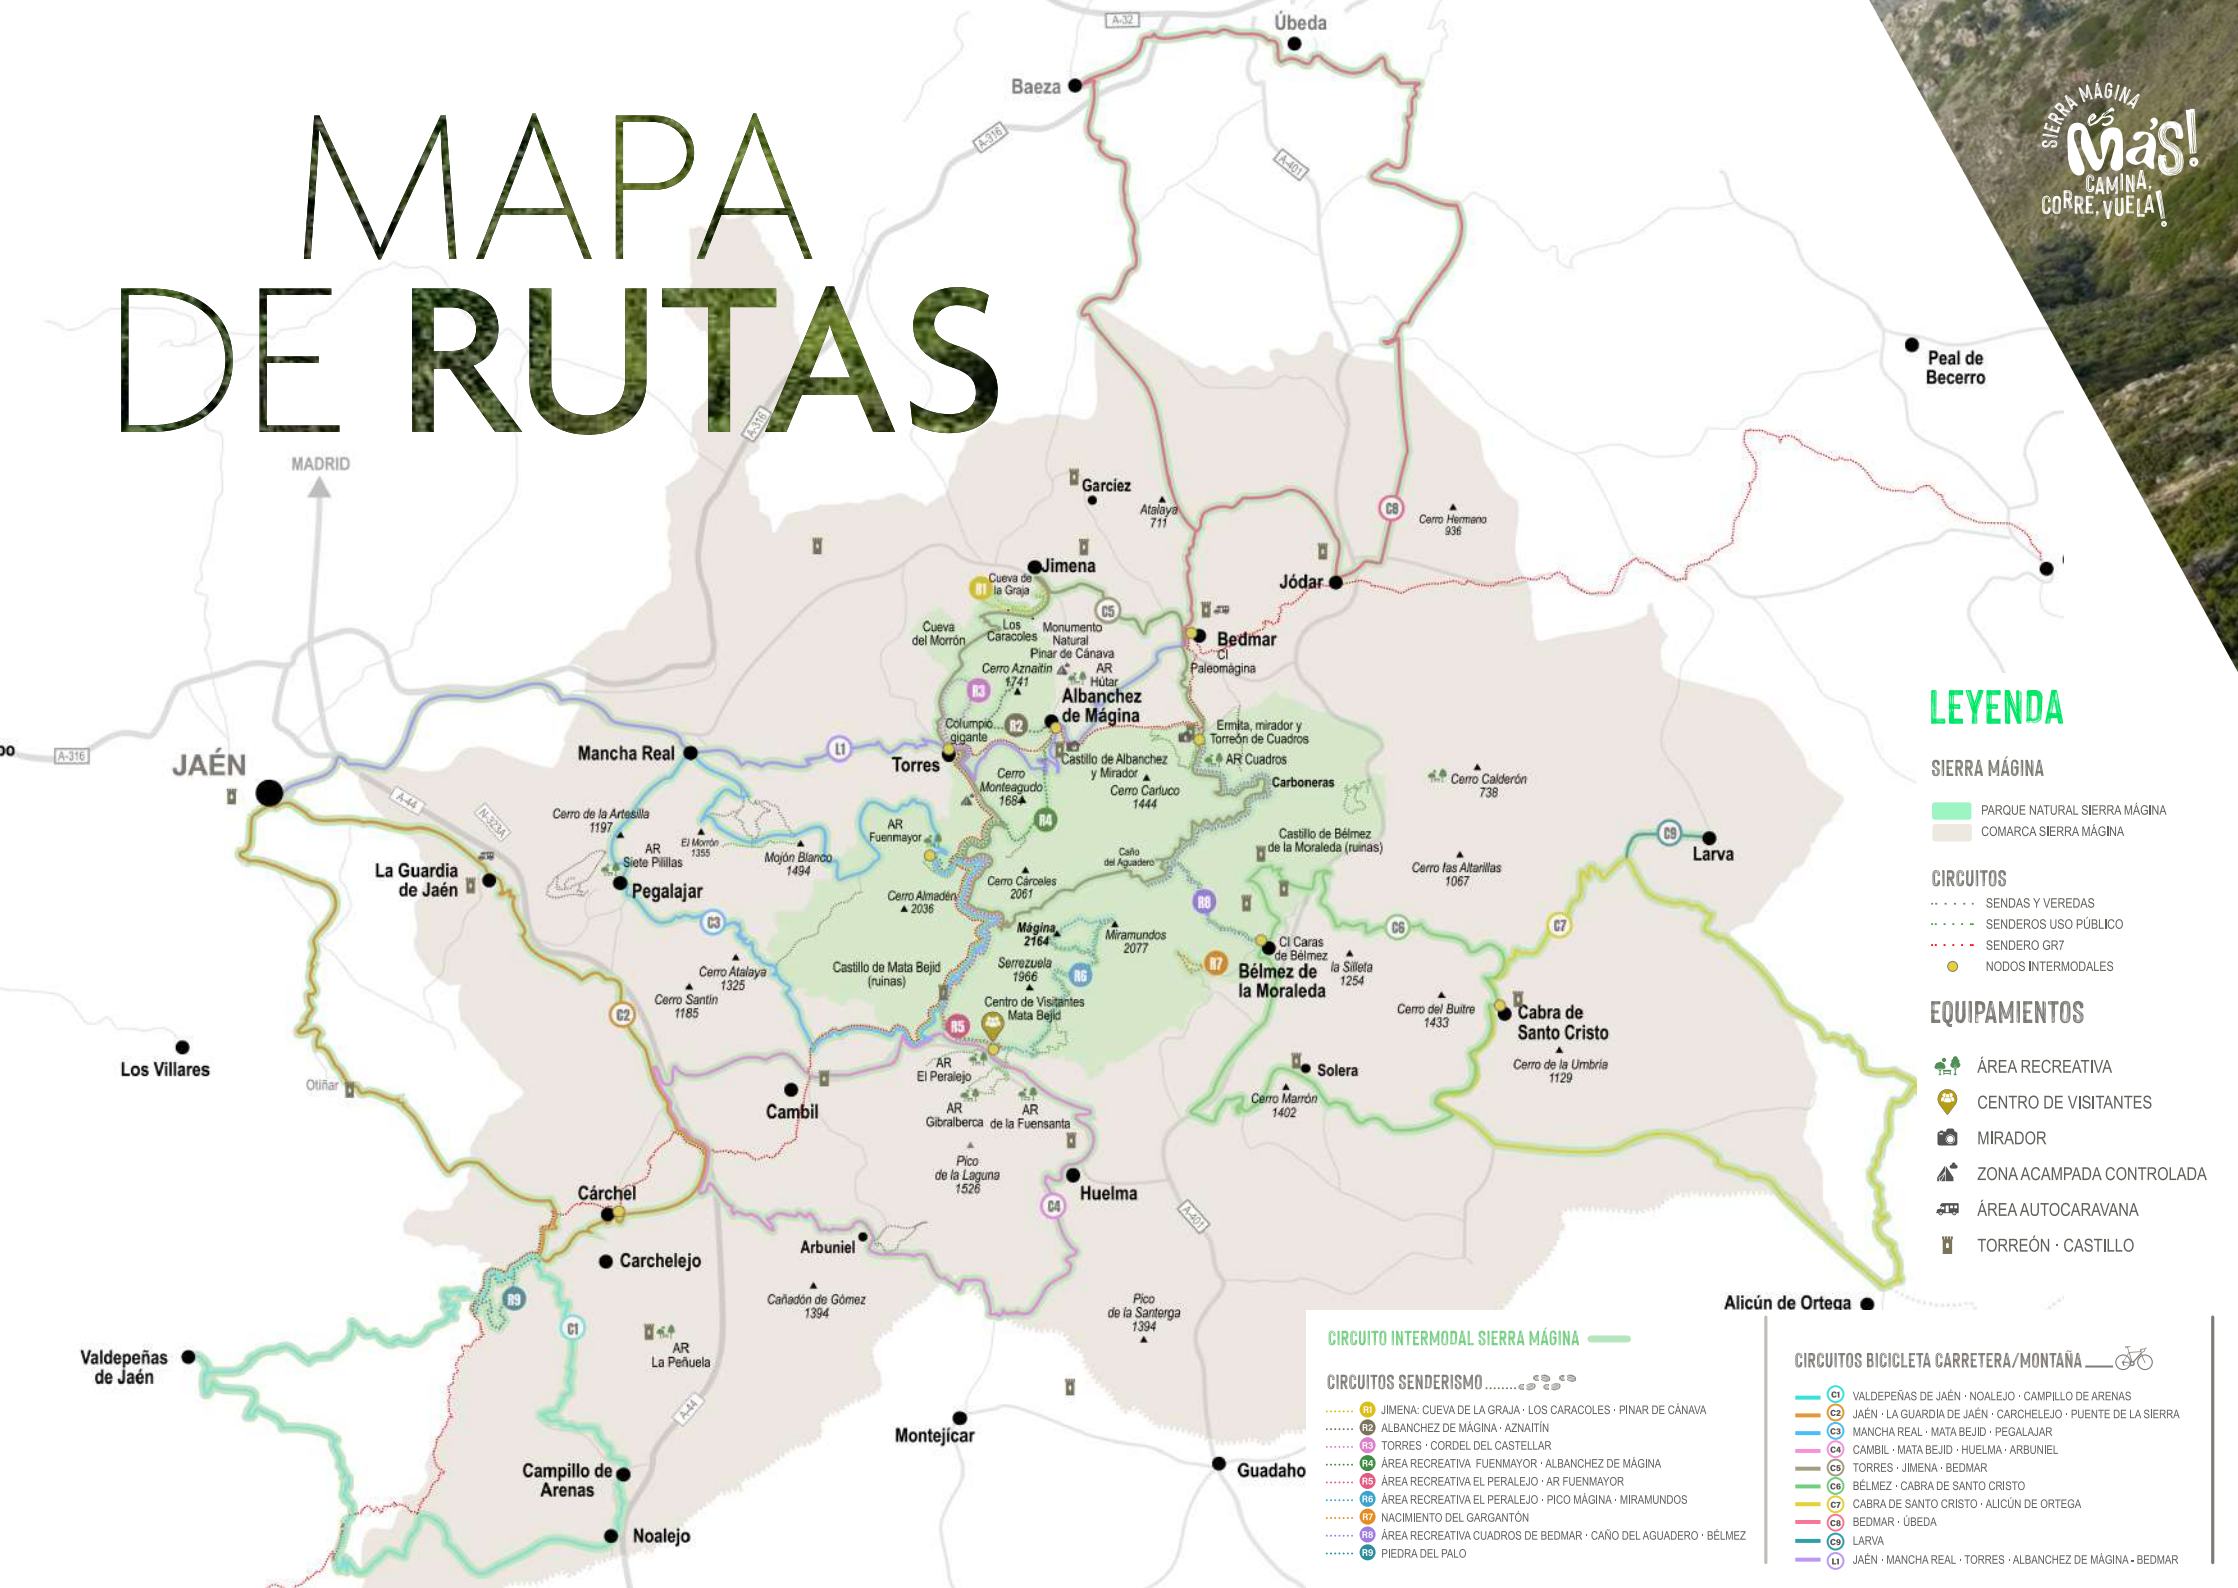 MAPA
DE RUTAS
SIERRA MÁGINA
es
Más!
CAMINA,
CORRE, VUELA!
A-32
Úbeda
Baeza
A-316
A-401
Peal de
Becerro
A-316
MADRID
Garcíez
Atalaya
711
C8
Cerro Hermano
936
Jimena
Cueva de
la Graja
R1
Jódar
C5
Cueva
del Morrón
Los
Caracoles
Monumento
Natural
Pinar de Cánava
Bedmar
CI
Paleomágina
Cerro Aznaitín
1741
AR
Hútar
R3
Albanchez
de Mágina
R2
Columpio
gigante
Ermita, mirador y
Torreón de Cuadros
A-316
JAÉN
Mancha Real
L1
Torres
Castillo de Albanchez
y Mirador
AR Cuadros
Cerro
Monteagudo
1684
Cerro Carluco
1444
Carboneras
Cerro Calderón
738
A-44
N-323A
Cerro de la Artesilla
1197
El Morrón
1355
AR
Fuenmayor
R4
AR
Siete Pilillas
Mojón Blanco
1494
Castillo de Bélmez
de la Moraleda (ruinas)
C9
Larva
Caño
del Aguadero
Cerro las Altarillas
1067
La Guardia
de Jaén
Pegalajar
Cerro Cárceles
2061
Cerro Almadén
2036
R8
C3
Mágina
2164
Miramundos
2077
C6
C7
CI Caras
de Bélmez
Castillo de Mata Bejid
(ruinas)
Serrezuela
1966
R6
R7
Bélmez de
la Moraleda
la Silleta
1254
Cerro Atalaya
1325
Cerro Santín
1185
Centro de Visitantes
Mata Bejid
Cerro del Buitre
1433
Cabra de
Santo Cristo
C2
R5
Los Villares
Otiñar
AR
El Peralejo
Solera
Cerro de la Umbría
1129
Cambil
AR
Gibralberca
AR
de la Fuensanta
Cerro Marrón
1402
Pico
de la Laguna
1526
Huelma
Cárchel
C4
A-401
Arbuniel
Carchelejo
R9
Cañadón de Gómez
1394
Pico
de la Santerga
1394
Alicún de Ortega
C1
AR
La Peñuela
Valdepeñas
de Jaén
A-44
Montejícar
Campillo de
Arenas
Guadaho
Noalejo
LEYENDA
SIERRA MÁGINA
PARQUE NATURAL SIERRA MÁGINA
COMARCA SIERRA MÁGINA
CIRCUITOS
SENDAS Y VEREDAS
SENDEROS USO PÚBLICO
SENDERO GR7
NODOS INTERMODALES
EQUIPAMIENTOS
ÁREA RECREATIVA
CENTRO DE VISITANTES
MIRADOR
ZONA ACAMPADA CONTROLADA
ÁREA AUTOCARAVANA
TORREÓN · CASTILLO
CIRCUITO INTERMODAL SIERRA MÁGINA
CIRCUITOS SENDERISMO
R1 JIMENA: CUEVA DE LA GRAJA · LOS CARACOLES · PINAR DE CÁNAVA
R2 ALBANCHEZ DE MÁGINA · AZNAITÍN
R3 TORRES · CORDEL DEL CASTELLAR
R4 ÁREA RECREATIVA FUENMAYOR · ALBANCHEZ DE MÁGINA
R5 ÁREA RECREATIVA EL PERALEJO · AR FUENMAYOR
R6 ÁREA RECREATIVA EL PERALEJO · PICO MÁGINA · MIRAMUNDOS
R7 NACIMIENTO DEL GARGANTÓN
R8 ÁREA RECREATIVA CUADROS DE BEDMAR · CAÑO DEL AGUADERO · BÉLMEZ
R9 PIEDRA DEL PALO
CIRCUITOS BICICLETA CARRETERA/MONTAÑA
C1 VALDEPEÑAS DE JAÉN · NOALEJO · CAMPILLO DE ARENAS
C2 JAÉN · LA GUARDIA DE JAÉN · CARCHELEJO · PUENTE DE LA SIERRA
C3 MANCHA REAL · MATA BEJID · PEGALAJAR
C4 CAMBIL · MATA BEJID · HUELMA · ARBUNIEL
C5 TORRES · JIMENA · BEDMAR
C6 BÉLMEZ · CABRA DE SANTO CRISTO
C7 CABRA DE SANTO CRISTO · ALICÚN DE ORTEGA
C8 BEDMAR · ÚBEDA
C9 LARVA
L1 JAÉN · MANCHA REAL · TORRES · ALBANCHEZ DE MÁGINA - BEDMAR